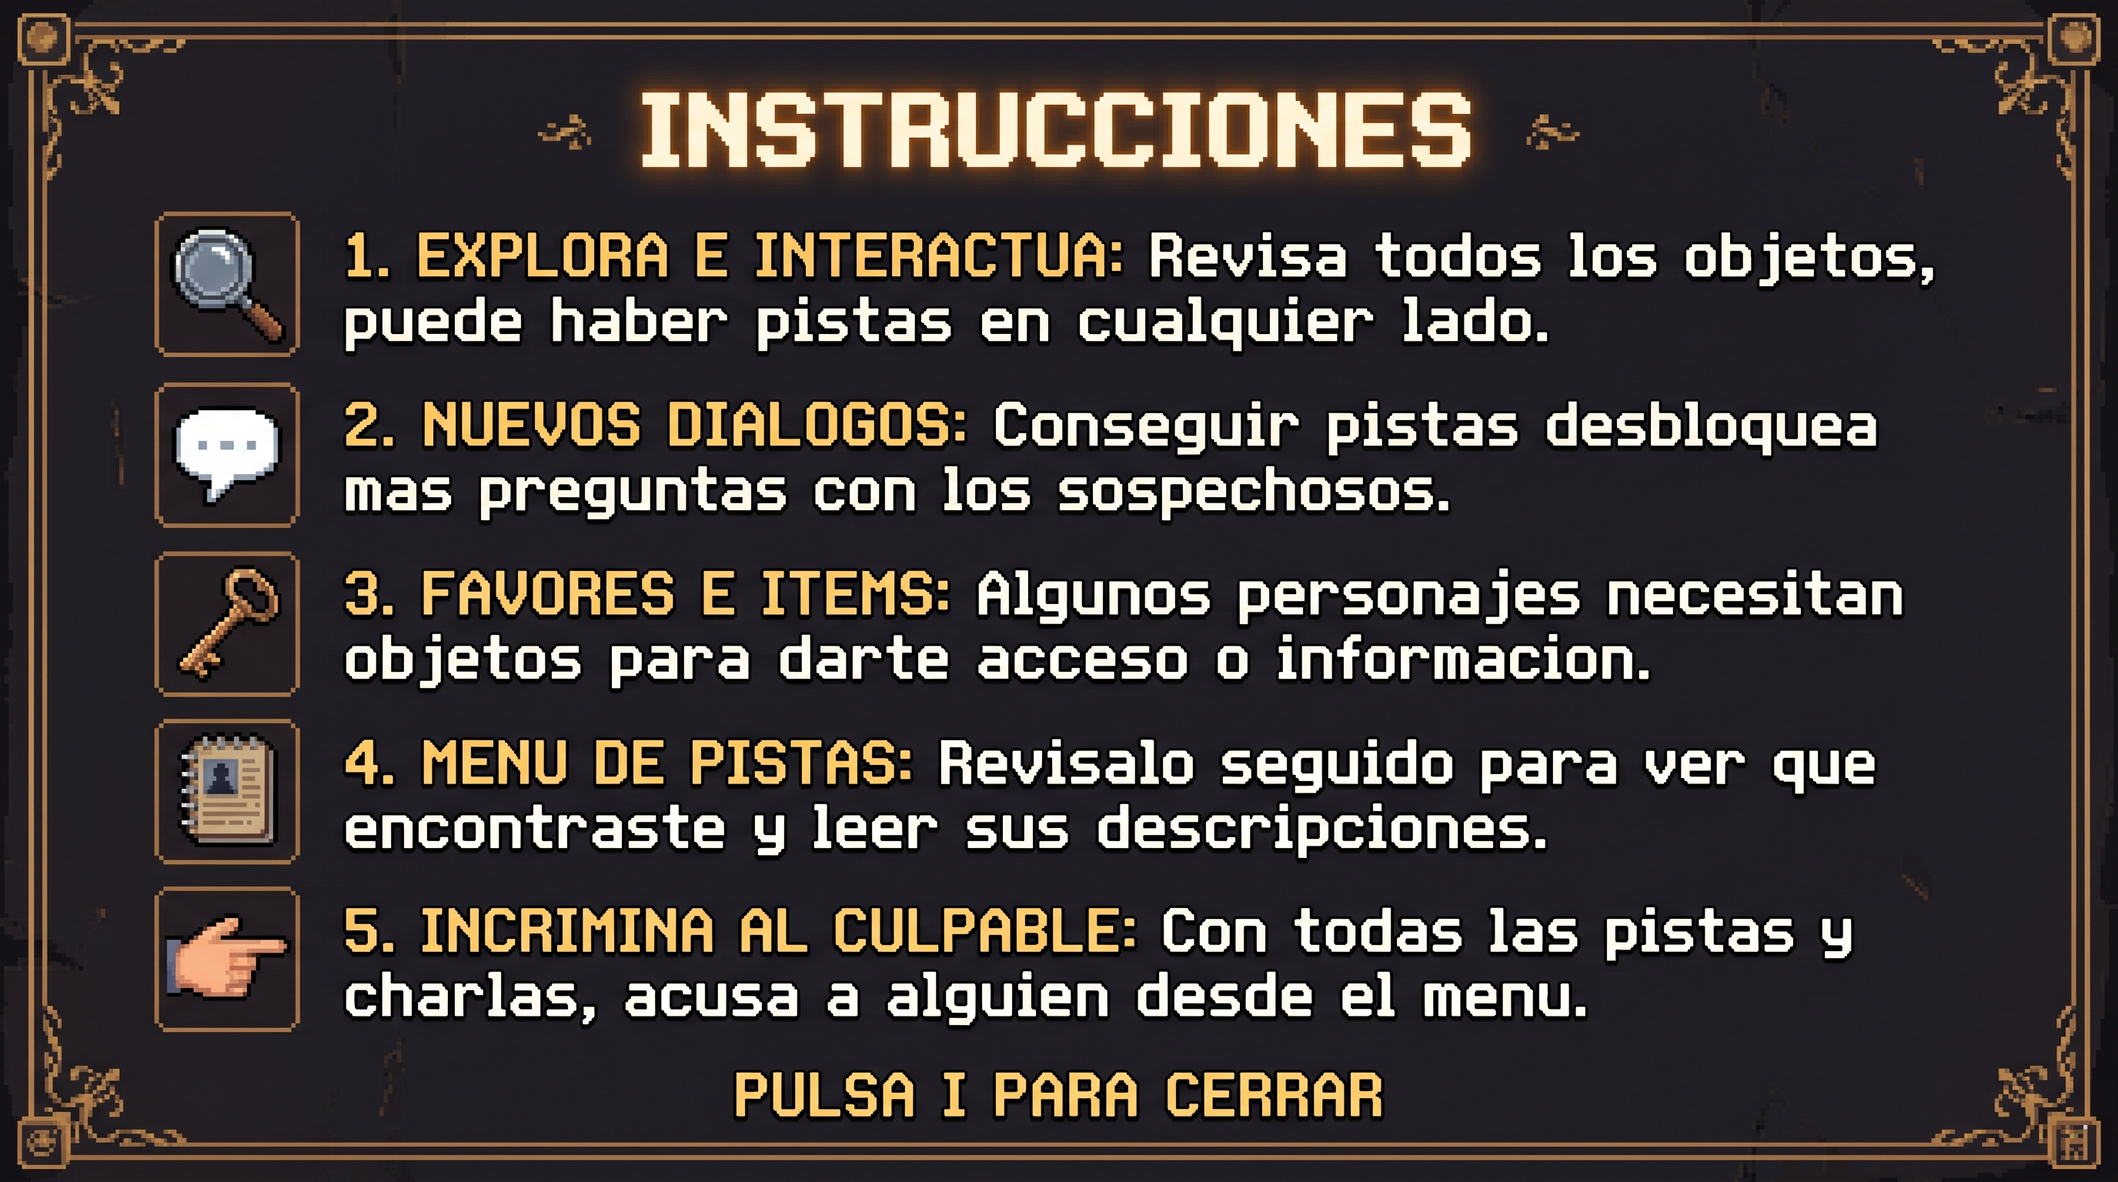 INSTRUCCIONES
1. EXPLORA E INTERACTUA: Revisa todos los objetos,
puede haber pistas en cualquier lado.
2. NUEVOS DIALOGOS: Conseguir pistas desbloquea
mas preguntas con los sospechosos.
3. FAVORES E ITEMS: Algunos personajes necesitan
objetos para darte acceso o informacion.
4. MENU DE PISTAS: Revisalo seguido para ver que
encontraste y leer sus descripciones.
5. INCRIMINA AL CULPABLE: Con todas las pistas y
charlas, acusa a alguien desde el menu.
PULSA I PARA CERRAR